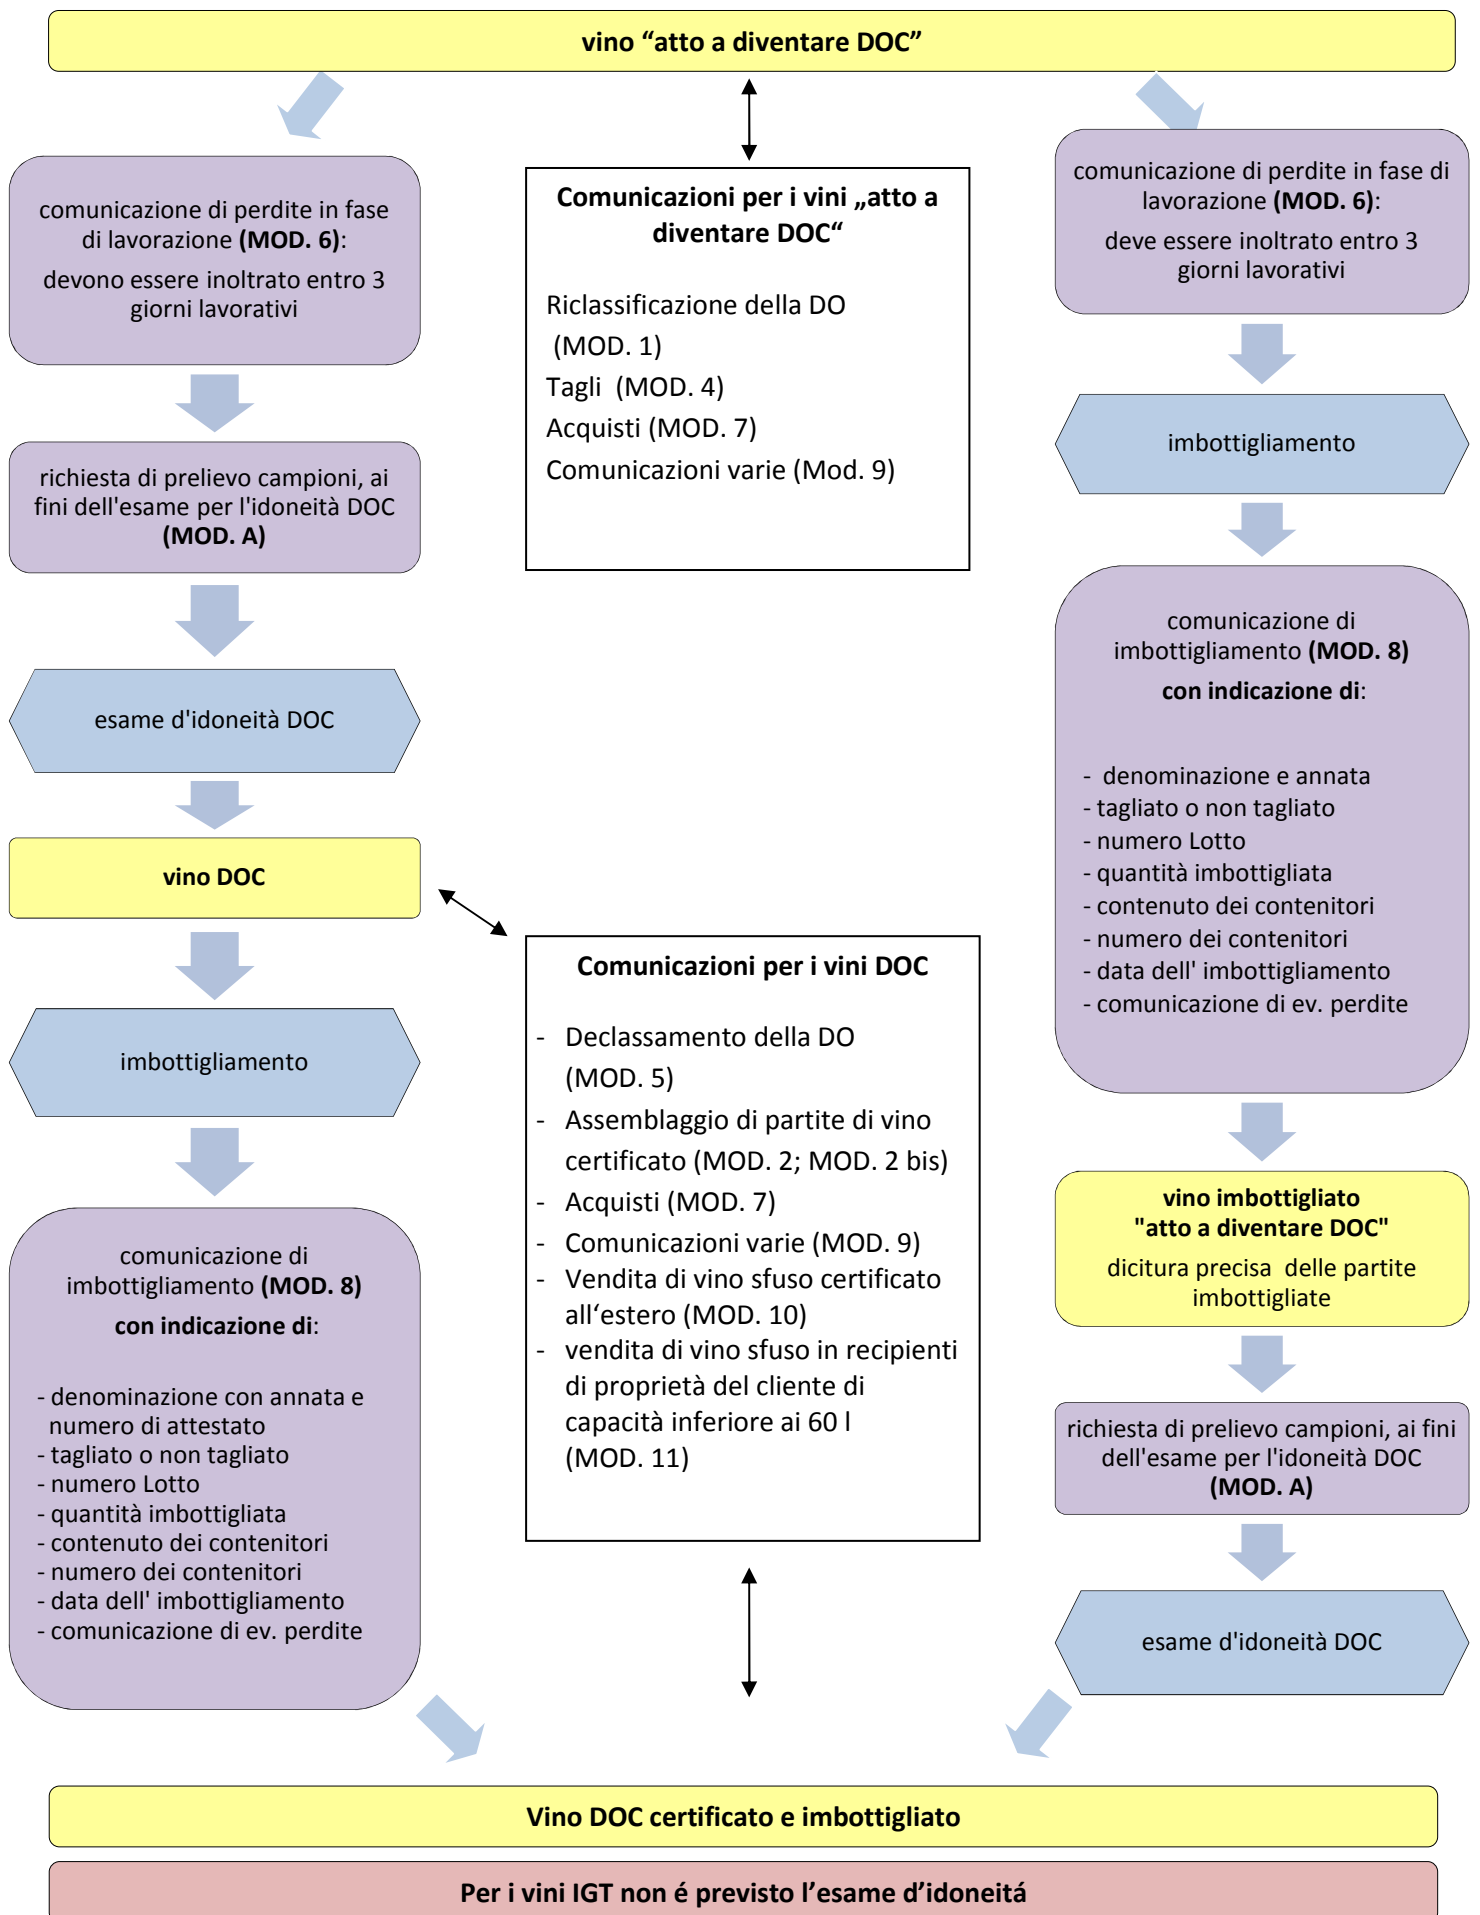 vino “atto a diventare DOC”
comunicazione di perdite in fase
di lavorazione (MOD. 6):
devono essere inoltrato entro 3
giorni lavorativi
richiesta di prelievo campioni, ai
fini dell'esame per l'idoneità DOC
(MOD. A)
esame d'idoneità DOC
vino DOC
imbottigliamento
comunicazione di
imbottigliamento (MOD. 8)
con indicazione di:
- denominazione con annata e
numero di attestato
- tagliato o non tagliato
- numero Lotto
- quantità imbottigliata
- contenuto dei contenitori
- numero dei contenitori
- data dell' imbottigliamento
- comunicazione di ev. perdite
Comunicazioni per i vini „atto a
diventare DOC“
Riclassificazione della DO
(MOD. 1)
Tagli (MOD. 4)
Acquisti (MOD. 7)
Comunicazioni varie (Mod. 9)
Comunicazioni per i vini DOC
- Declassamento della DO
(MOD. 5)
- Assemblaggio di partite di vino
certificato (MOD. 2; MOD. 2 bis)
- Acquisti (MOD. 7)
- Comunicazioni varie (MOD. 9)
- Vendita di vino sfuso certificato
all‘estero (MOD. 10)
- vendita di vino sfuso in recipienti
di proprietà del cliente di
capacità inferiore ai 60 l
(MOD. 11)
comunicazione di perdite in fase di
lavorazione (MOD. 6):
deve essere inoltrato entro 3
giorni lavorativi
imbottigliamento
comunicazione di
imbottigliamento (MOD. 8)
con indicazione di:
- denominazione e annata
- tagliato o non tagliato
- numero Lotto
- quantità imbottigliata
- contenuto dei contenitori
- numero dei contenitori
- data dell' imbottigliamento
- comunicazione di ev. perdite
vino imbottigliato
"atto a diventare DOC"
dicitura precisa delle partite
imbottigliate
richiesta di prelievo campioni, ai fini
dell'esame per l'idoneità DOC
(MOD. A)
esame d'idoneità DOC
Vino DOC certificato e imbottigliato
Per i vini IGT non é previsto l’esame d’idoneitá